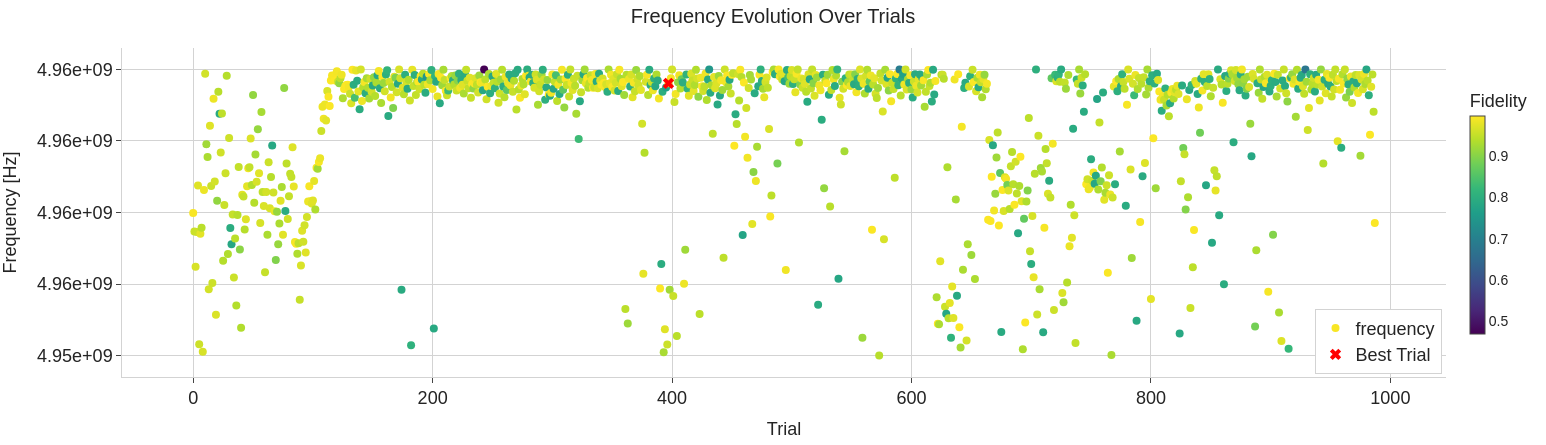 Frequency Evolution Over Trials
Frequency [Hz]
4.96e+09
4.96e+09
4.96e+09
4.96e+09
4.95e+09
0 200 400 600 800 1000
Trial
Fidelity
0.9
0.8
0.7
0.6
0.5
frequency
Best Trial